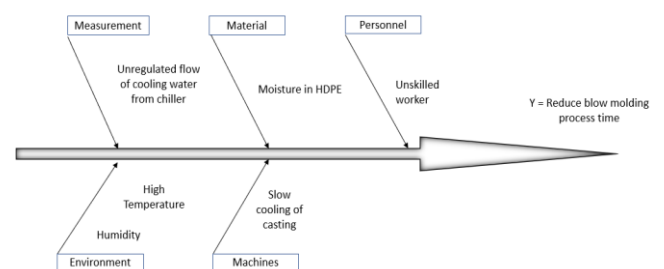 Measurement
Material
Personnel
Unregulated flow
of cooling water
from chiller
Moisture in HDPE
Unskilled
worker
Y = Reduce blow molding
process time
High
Temperature
Humidity
Slow
cooling of
casting
Environment
Machines